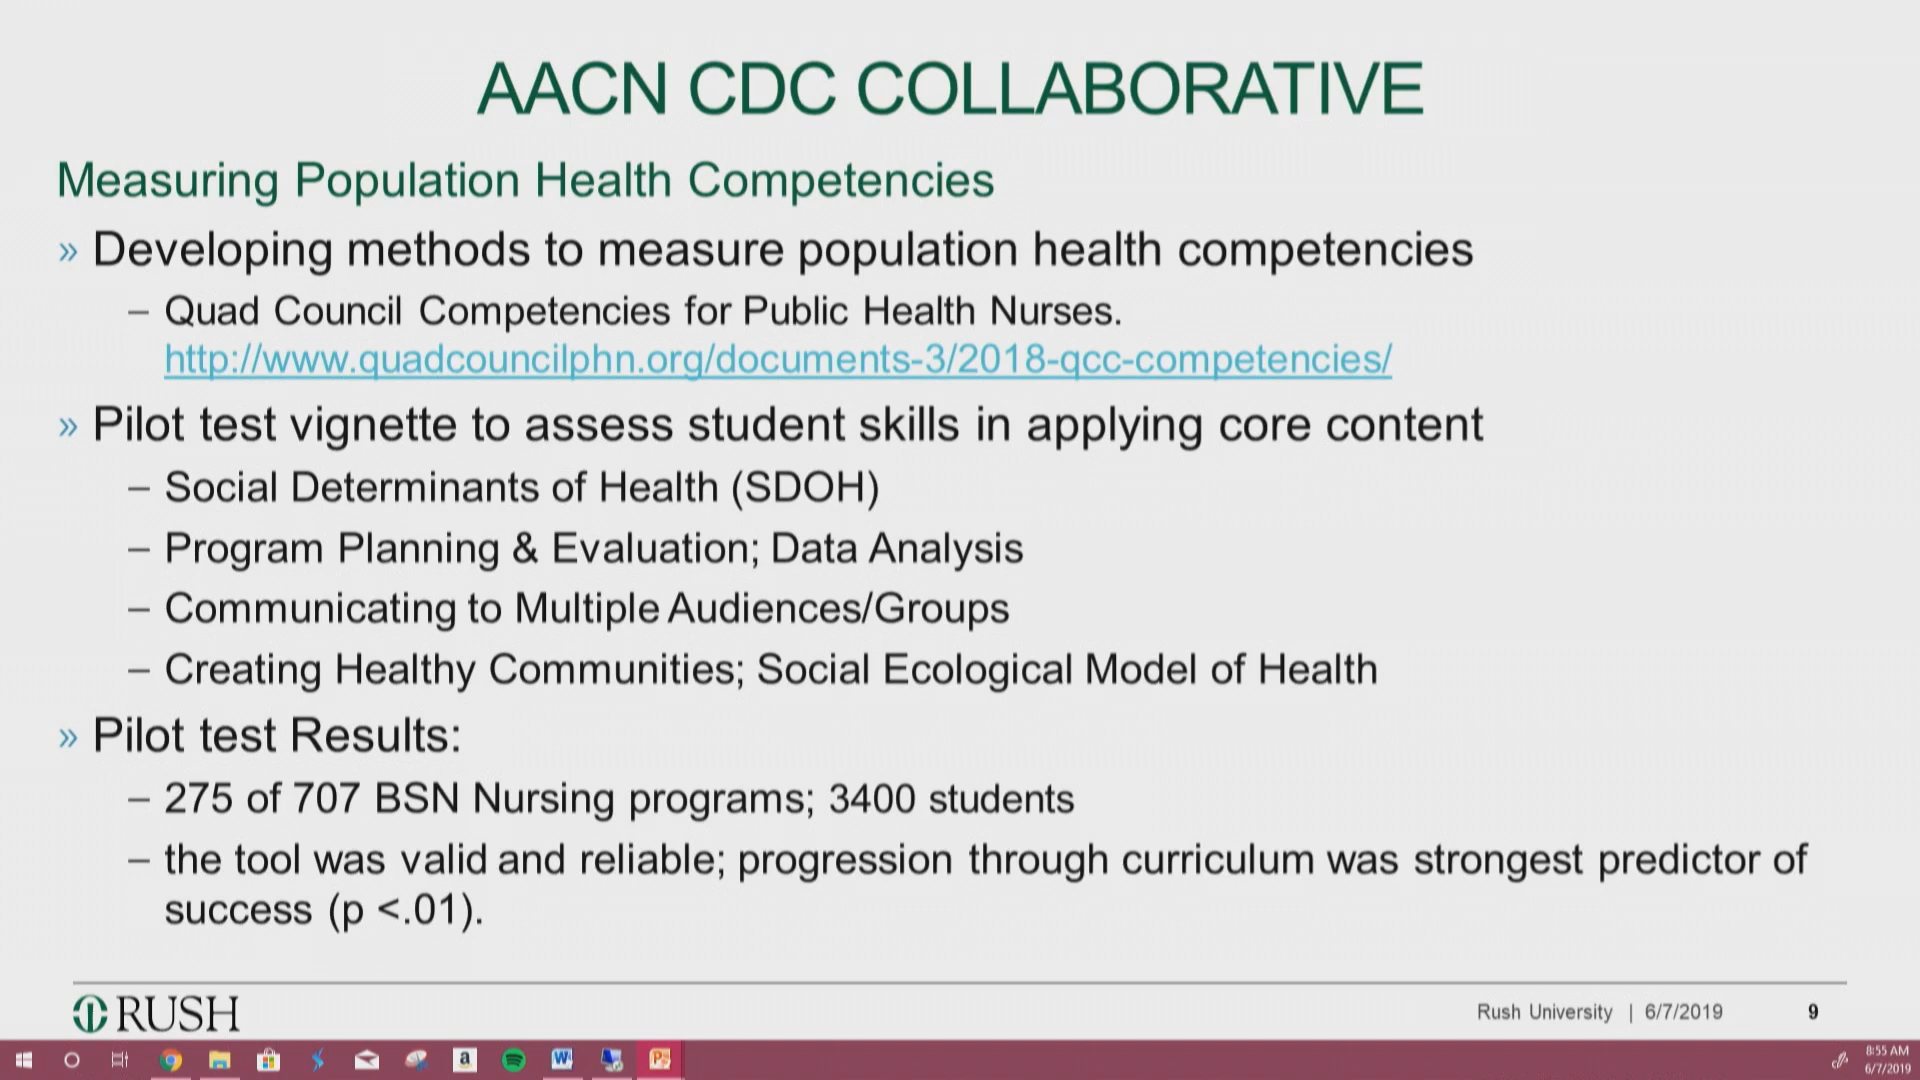 AACN CDC COLLABORATIVE
Measuring Population Health Competencies
» Developing methods to measure population health competencies
– Quad Council Competencies for Public Health Nurses.
http://www.quadcouncilphn.org/documents-3/2018-qcc-competencies/
» Pilot test vignette to assess student skills in applying core content
– Social Determinants of Health (SDOH)
– Program Planning & Evaluation; Data Analysis
– Communicating to Multiple Audiences/Groups
– Creating Healthy Communities; Social Ecological Model of Health
» Pilot test Results:
– 275 of 707 BSN Nursing programs; 3400 students
– the tool was valid and reliable; progression through curriculum was strongest predictor of
success (p <.01).
RUSH
Rush University | 6/7/2019 9
8:55 AM
6/7/2019